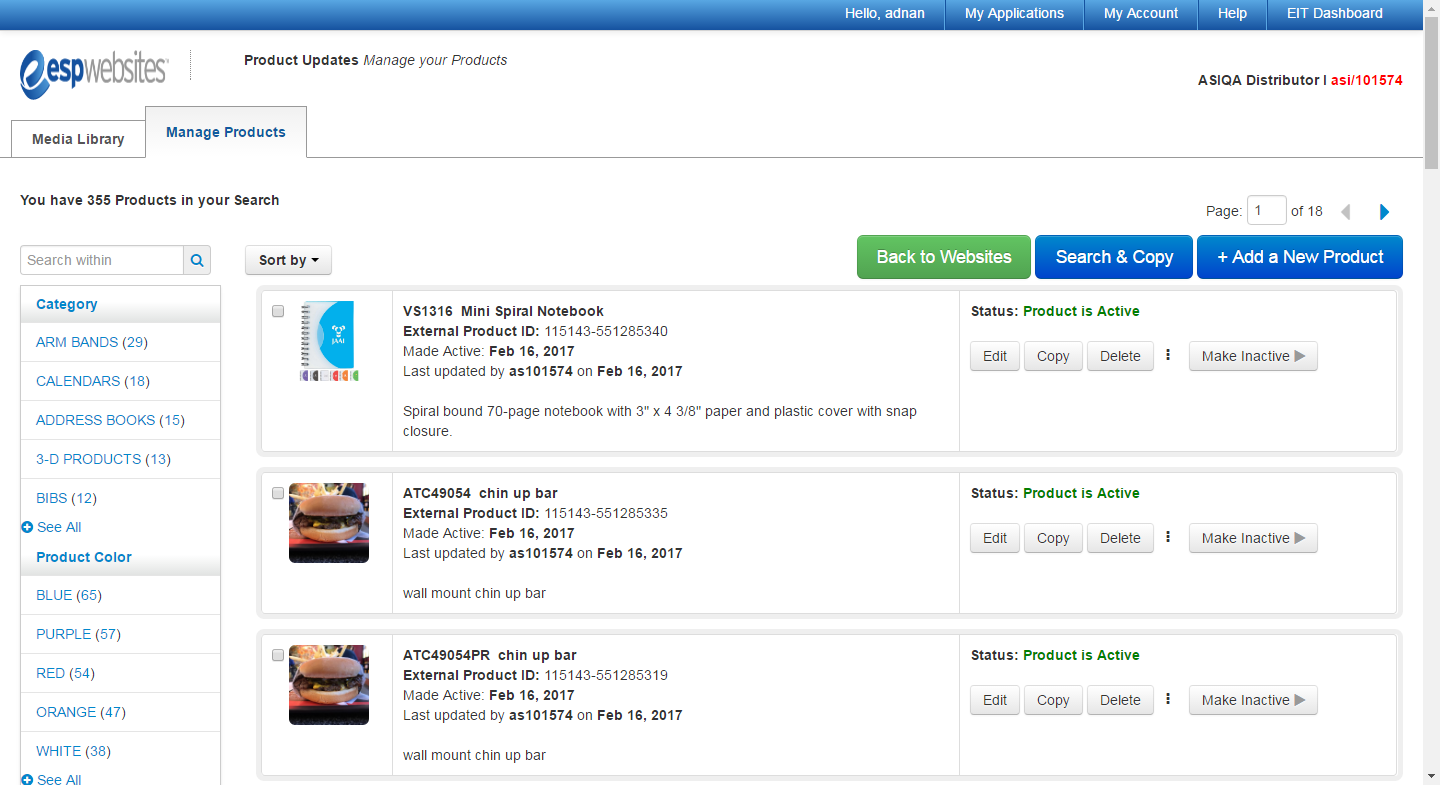 Hello, adnan
My Applications
My Account
Help
EIT Dashboard
espwebsites
Product Updates Manage your Products
ASIQA Distributor I asi/101574
Media Library
Manage Products
You have 355 Products in your Search
Page: 1 of 18
Search within
Sort by
Back to Websites
Search & Copy
+ Add a New Product
Category
ARM BANDS (29)
CALENDARS (18)
ADDRESS BOOKS (15)
3-D PRODUCTS (13)
BIBS (12)
See All
Product Color
BLUE (65)
PURPLE (57)
RED (54)
ORANGE (47)
WHITE (38)
See All
JAAI
VS1316 Mini Spiral Notebook
External Product ID: 115143-551285340
Made Active: Feb 16, 2017
Last updated by as101574 on Feb 16, 2017
Spiral bound 70-page notebook with 3" x 4 3/8" paper and plastic cover with snap
closure.
Status: Product is Active
Edit
Copy
Delete
Make Inactive
ATC49054 chin up bar
External Product ID: 115143-551285335
Made Active: Feb 16, 2017
Last updated by as101574 on Feb 16, 2017
wall mount chin up bar
Status: Product is Active
Edit
Copy
Delete
Make Inactive
ATC49054PR chin up bar
External Product ID: 115143-551285319
Made Active: Feb 16, 2017
Last updated by as101574 on Feb 16, 2017
wall mount chin up bar
Status: Product is Active
Edit
Copy
Delete
Make Inactive